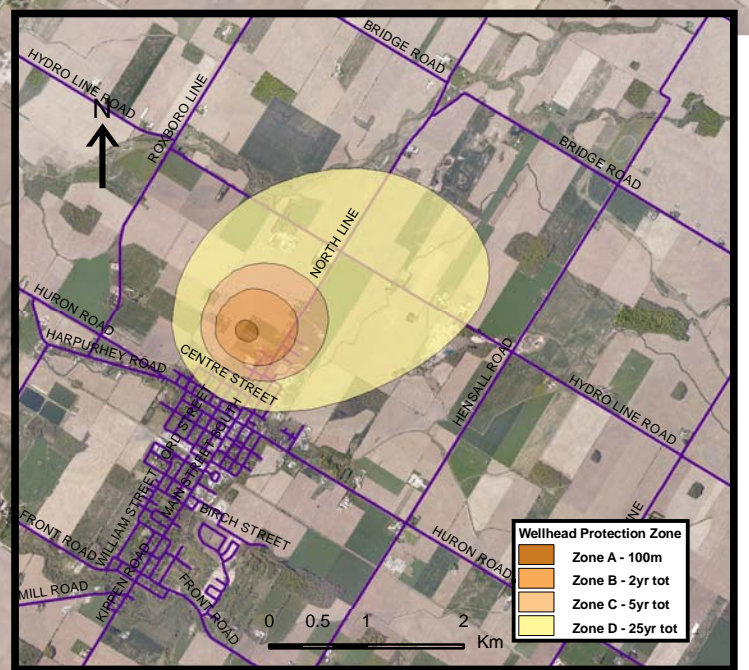 BRIDGE ROAD
HYDRO LINE ROAD
N
ROXBORO LINE
BRIDGE ROAD
NORTH LINE
HURON ROAD
HARPURHEY ROAD
CENTRE STREET
HENSALL ROAD
HYDRO LINE ROAD
ORD STREET
MAIN STREET SOUTH
WILLIAM STREET
BIRCH STREET
FRONT ROAD
HURON ROAD
INE
MILL ROAD
KIPPEN ROAD
FRONT ROAD
0 0.5 1 2
Km
Wellhead Protection Zone
Zone A - 100m
Zone B - 2yr tot
Zone C - 5yr tot
Zone D - 25yr tot